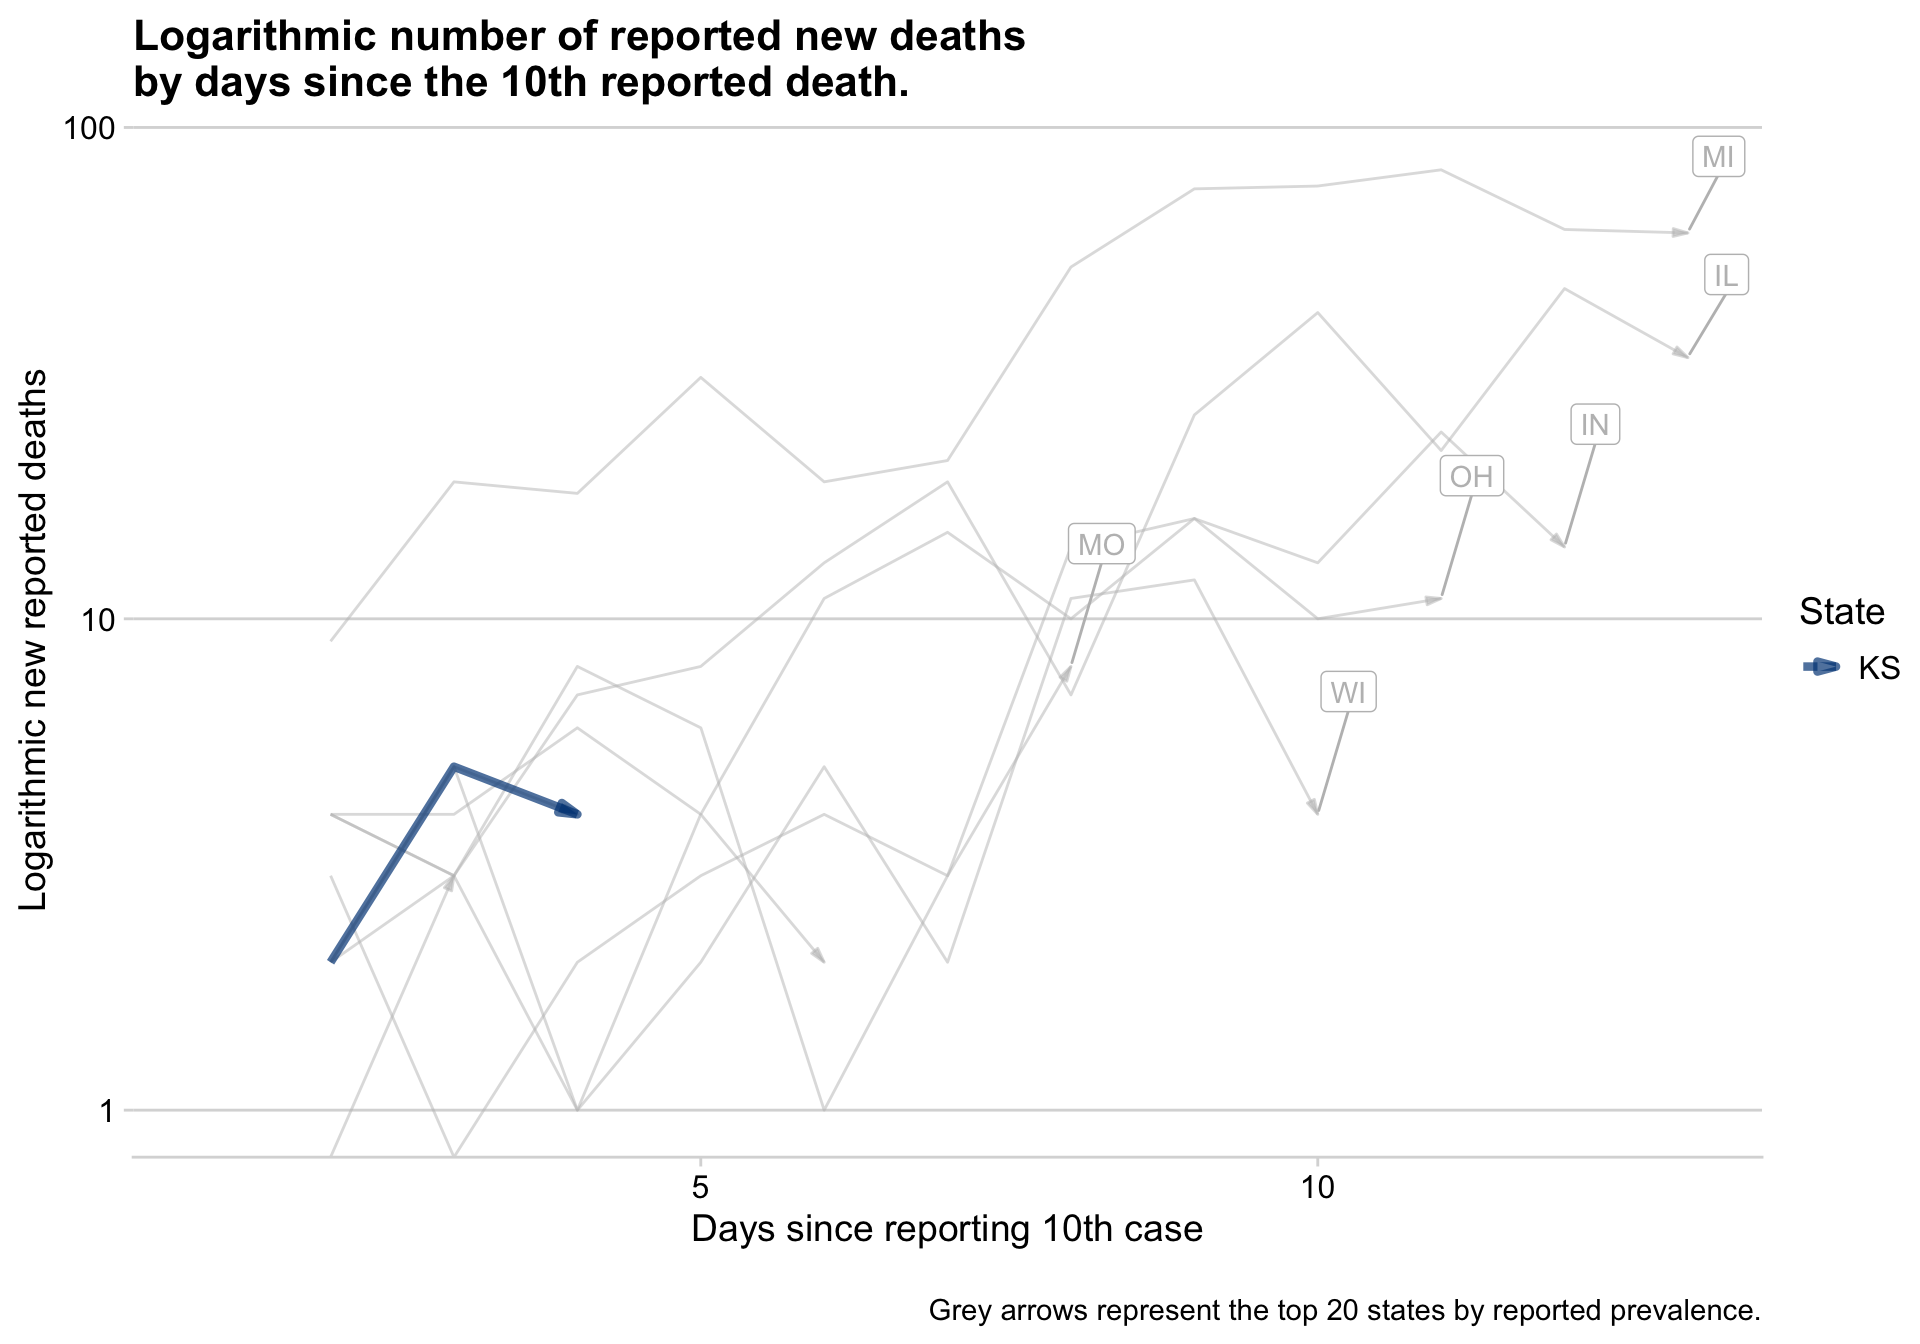 Logarithmic number of reported new deaths
by days since the 10th reported death.
100
10
1
Logarithmic new reported deaths
MI
IL
IN
OH
MO
WI
State
KS
5
10
Days since reporting 10th case
Grey arrows represent the top 20 states by reported prevalence.